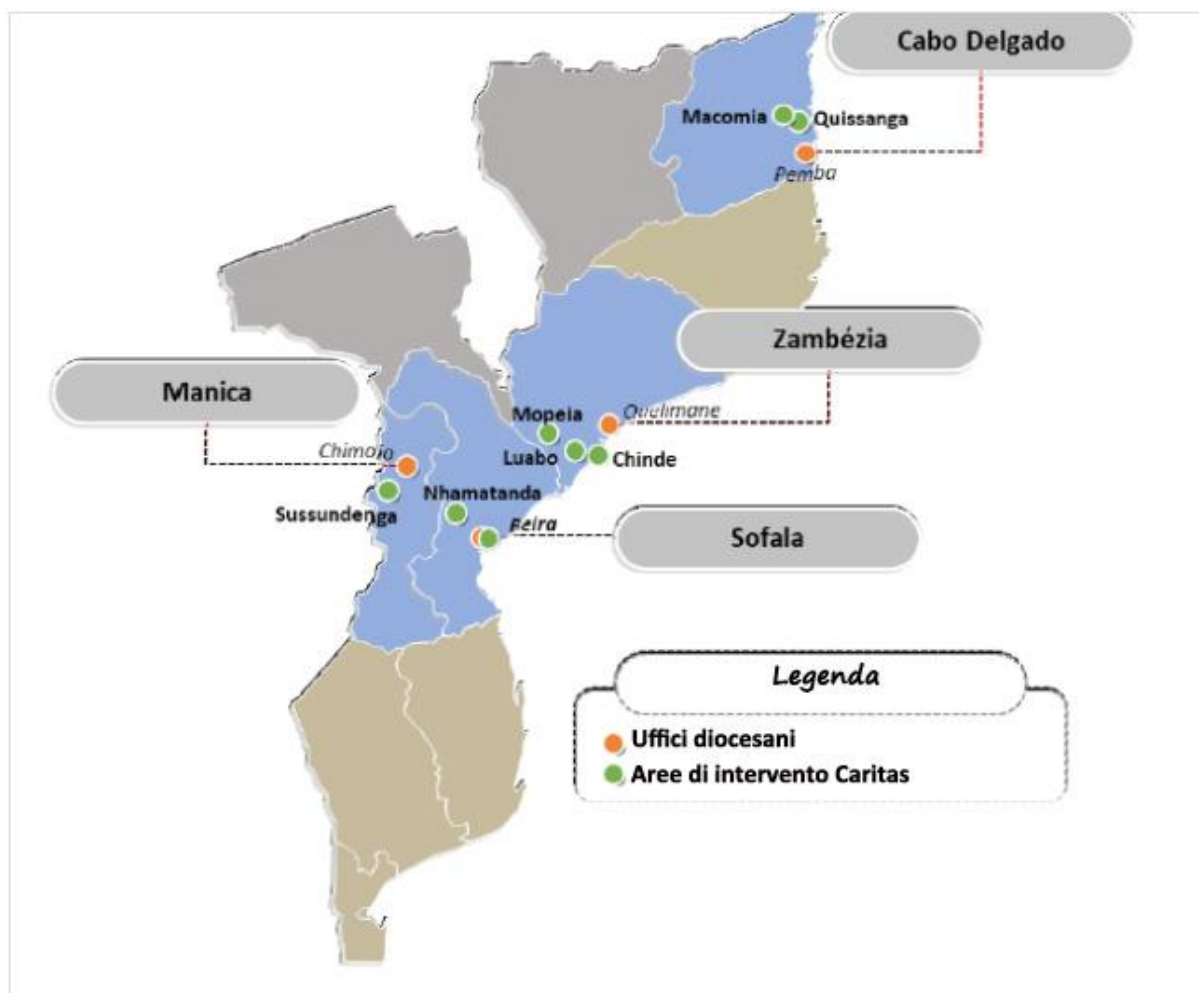 Cabo Delgado
Macomia
Quissanga
Pemba
Zambézia
Manica
Mopeia
Quelimane
Chimoio
Luabo
Chinde
Nhamatanda
Sussundenga
Beira
Sofala
Legenda
Uffici diocesani
Aree di intervento Caritas